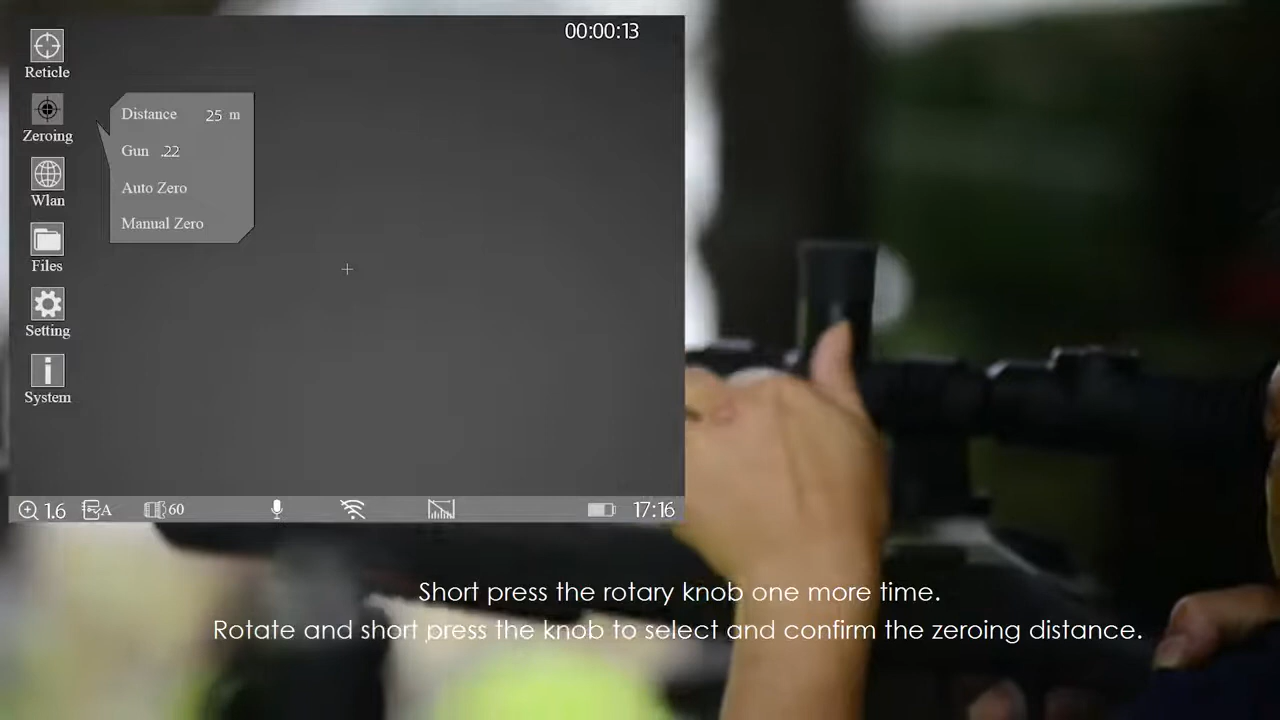 00:00:13
Reticle
Zeroing
Wlan
Files
Setting
System
Distance 25 m
Gun .22
Auto Zero
Manual Zero
1.6 A 60 17:16
Short press the rotary knob one more time.
Rotate and short press the knob to select and confirm the zeroing distance.